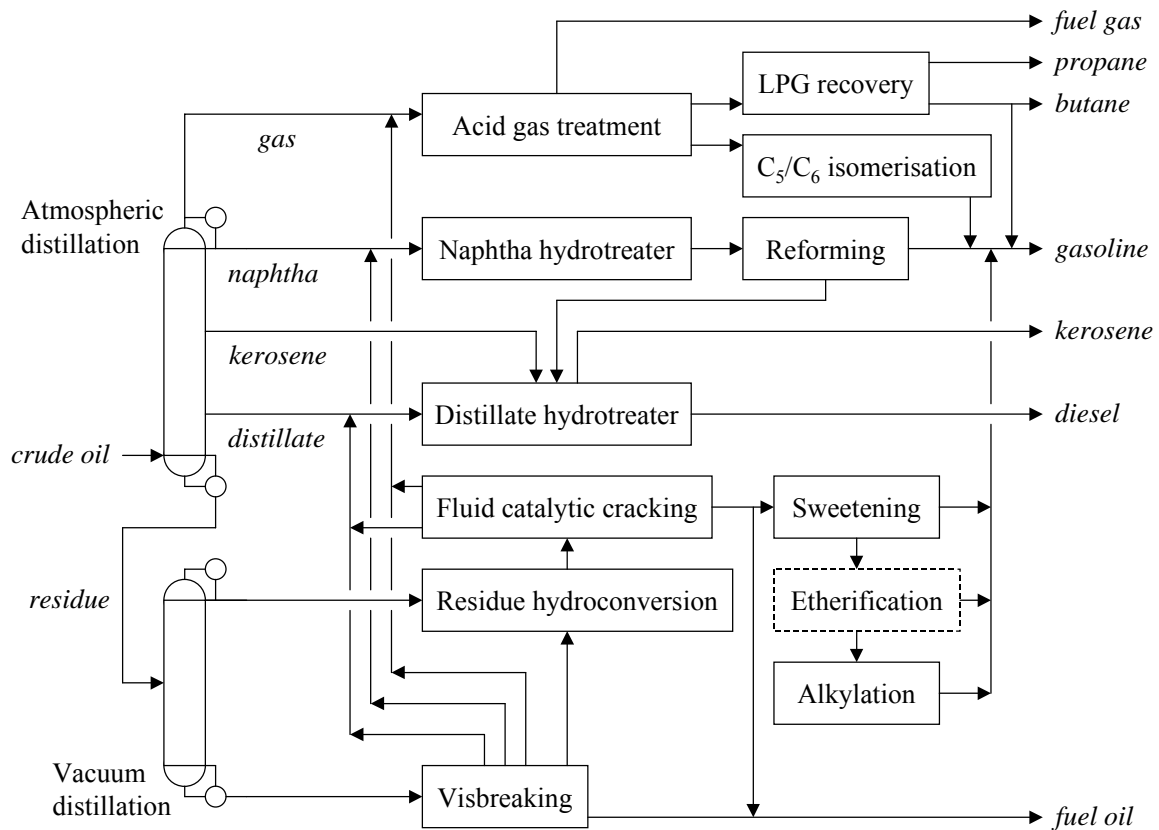 fuel gas
propane
LPG recovery
butane
Acid gas treatment
gas
C₅/C₆ isomerisation
Atmospheric
distillation
Naphtha hydrotreater
Reforming
gasoline
naphtha
kerosene
kerosene
Distillate hydrotreater
diesel
distillate
crude oil
Fluid catalytic cracking
Sweetening
residue
Residue hydroconversion
Etherification
Alkylation
Vacuum
distillation
Visbreaking
fuel oil